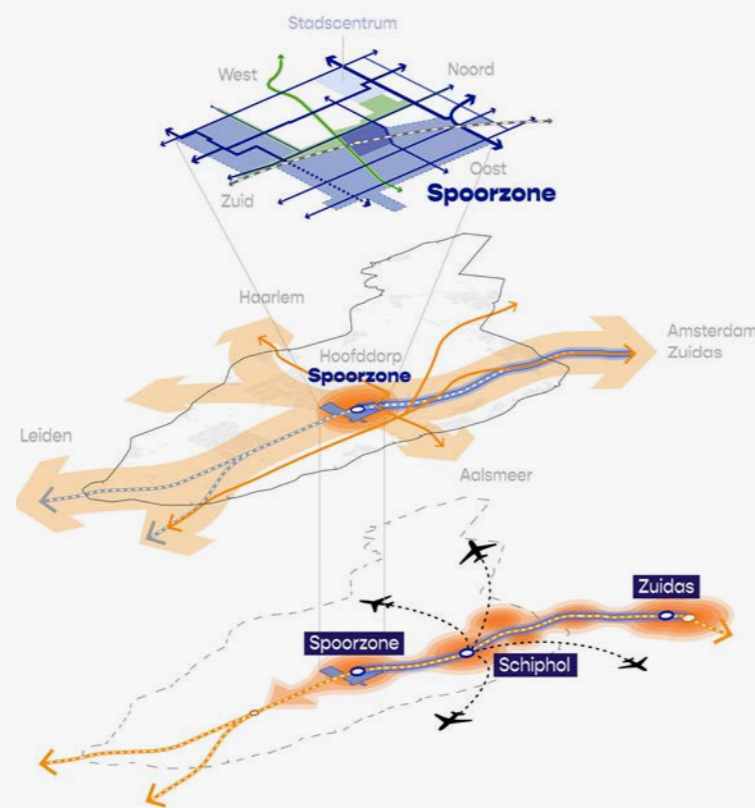 Stadscentrum
West
Noord
Oost
Zuid
Spoorzone
Haarlem
Amsterdam
Zuidas
Hoofddorp
Spoorzone
Leiden
Aalsmeer
Zuidas
Spoorzone
Schiphol